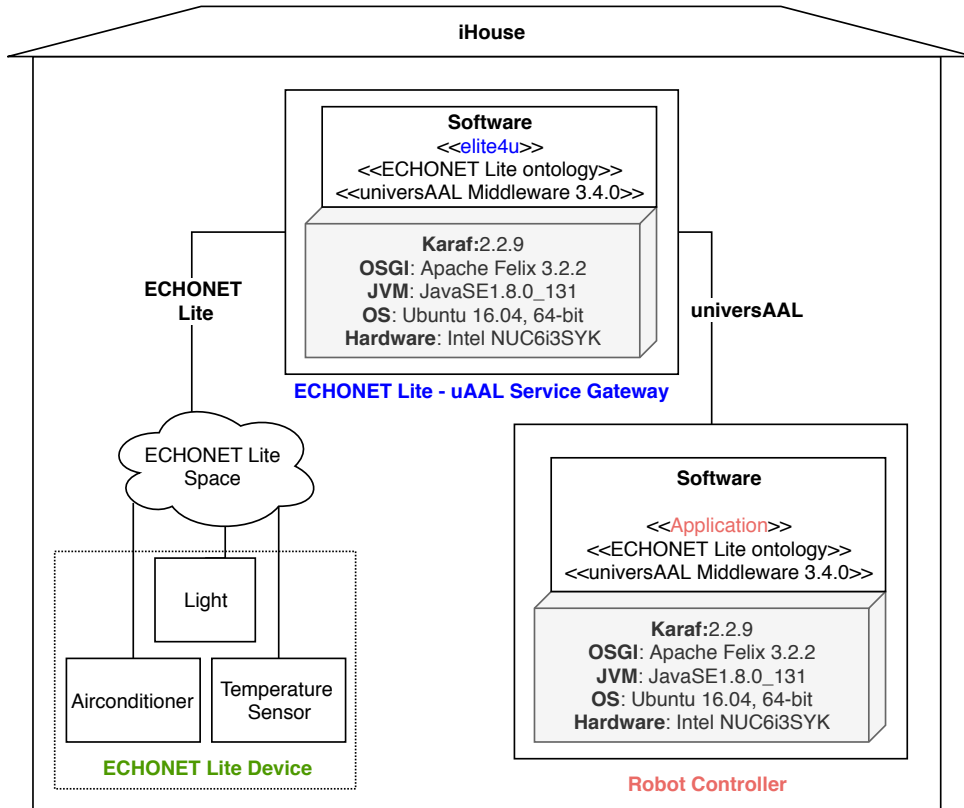 iHouse
Software
<<elite4u>>
<<ECHONET Lite ontology>>
<<universAAL Middleware 3.4.0>>
Karaf:2.2.9
OSGI: Apache Felix 3.2.2
JVM: JavaSE1.8.0_131
OS: Ubuntu 16.04, 64-bit
Hardware: Intel NUC6i3SYK
ECHONET Lite - uAAL Service Gateway
ECHONET
Lite
universAAL
ECHONET Lite
Space
Light
Airconditioner
Temperature
Sensor
ECHONET Lite Device
Software
<<Application>>
<<ECHONET Lite ontology>>
<<universAAL Middleware 3.4.0>>
Karaf:2.2.9
OSGI: Apache Felix 3.2.2
JVM: JavaSE1.8.0_131
OS: Ubuntu 16.04, 64-bit
Hardware: Intel NUC6i3SYK
Robot Controller